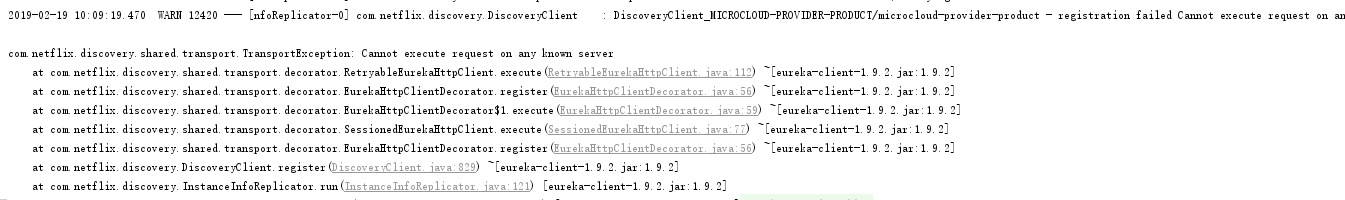 2019-02-19 10:09:19.470  WARN 12420 --- [nfoReplicator-0] com.netflix.discovery.DiscoveryClient    : DiscoveryClient_MICROCLOUD-PROVIDER-PRODUCT/microcloud-provider-product - registration failed Cannot execute request on an
com.netflix.discovery.shared.transport.TransportException: Cannot execute request on any known server
at com.netflix.discovery.shared.transport.decorator.RetryableEurekaHttpClient.execute(RetryableEurekaHttpClient.java:112) ~[eureka-client-1.9.2.jar:1.9.2]
at com.netflix.discovery.shared.transport.decorator.EurekaHttpClientDecorator.register(EurekaHttpClientDecorator.java:56) ~[eureka-client-1.9.2.jar:1.9.2]
at com.netflix.discovery.shared.transport.decorator.EurekaHttpClientDecorator$1.execute(EurekaHttpClientDecorator.java:59) ~[eureka-client-1.9.2.jar:1.9.2]
at com.netflix.discovery.shared.transport.decorator.SessionedEurekaHttpClient.execute(SessionedEurekaHttpClient.java:77) ~[eureka-client-1.9.2.jar:1.9.2]
at com.netflix.discovery.shared.transport.decorator.EurekaHttpClientDecorator.register(EurekaHttpClientDecorator.java:56) ~[eureka-client-1.9.2.jar:1.9.2]
at com.netflix.discovery.DiscoveryClient.register(DiscoveryClient.java:829) ~[eureka-client-1.9.2.jar:1.9.2]
at com.netflix.discovery.InstanceInfoReplicator.run(InstanceInfoReplicator.java:121) [eureka-client-1.9.2.jar:1.9.2]